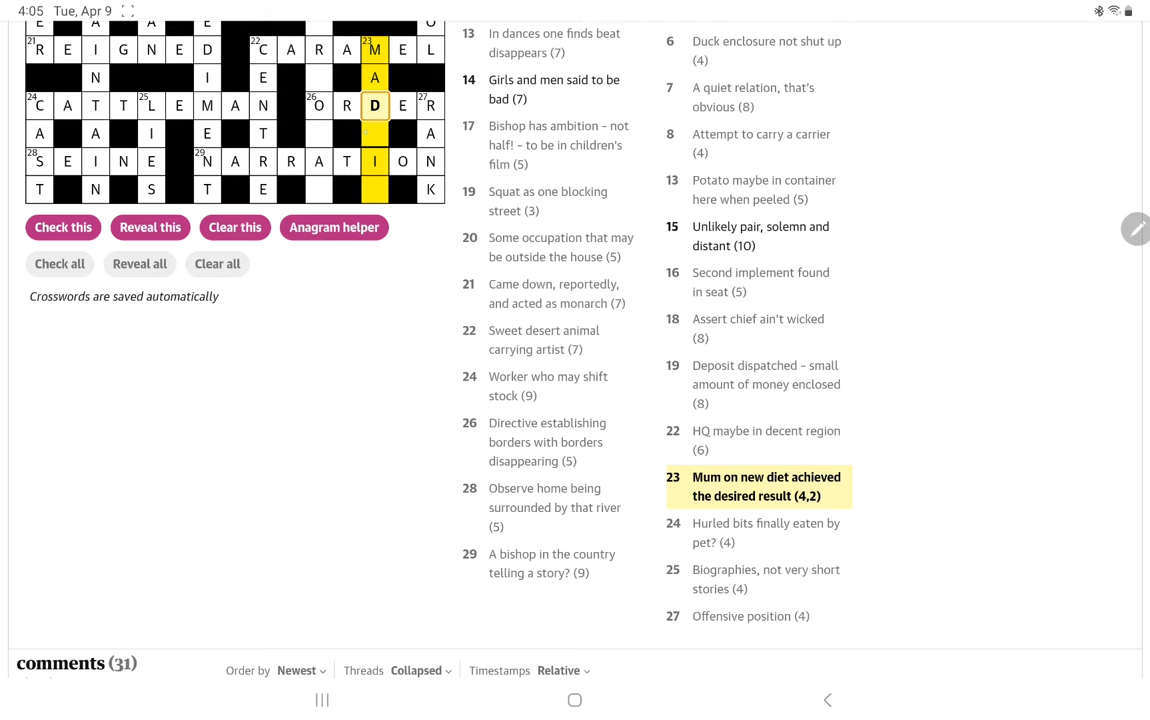 4:05 Tue, Apr 9
E A A E O
21 R E I G N E D 22 C A R A 23 M E L
N I E A
24 C A T T 25 L E M A N 26 O R D E 27 R
A A I E T A
28 S E I N E 29 N A R R A T I O N
T N S T E K
Check this Reveal this Clear this Anagram helper
Check all Reveal all Clear all
Crosswords are saved automatically
13 In dances one finds beat
disappears (7)
14 Girls and men said to be
bad (7)
17 Bishop has ambition – not
half! – to be in children's
film (5)
19 Squat as one blocking
street (3)
20 Some occupation that may
be outside the house (5)
21 Came down, reportedly,
and acted as monarch (7)
22 Sweet desert animal
carrying artist (7)
24 Worker who may shift
stock (9)
26 Directive establishing
borders with borders
disappearing (5)
28 Observe home being
surrounded by that river
(5)
29 A bishop in the country
telling a story? (9)
6 Duck enclosure not shut up
(4)
7 A quiet relation, that's
obvious (8)
8 Attempt to carry a carrier
(4)
13 Potato maybe in container
here when peeled (5)
15 Unlikely pair, solemn and
distant (10)
16 Second implement found
in seat (5)
18 Assert chief ain't wicked
(8)
19 Deposit dispatched – small
amount of money enclosed
(8)
22 HQ maybe in decent region
(6)
23 Mum on new diet achieved
the desired result (4,2)
24 Hurled bits finally eaten by
pet? (4)
25 Biographies, not very short
stories (4)
27 Offensive position (4)
comments (31)
Order by Newest Threads Collapsed Timestamps Relative